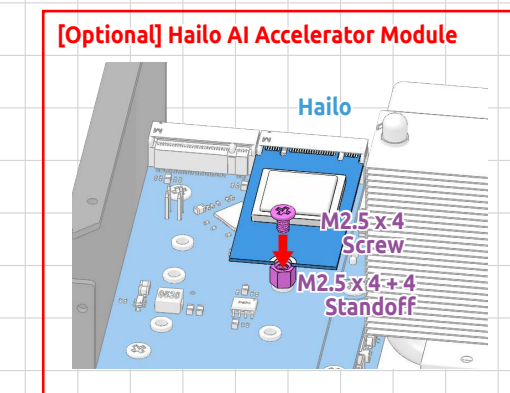 [Optional] Hailo AI Accelerator Module
Hailo
M2.5 x 4
Screw
M2.5 x 4 + 4
Standoff